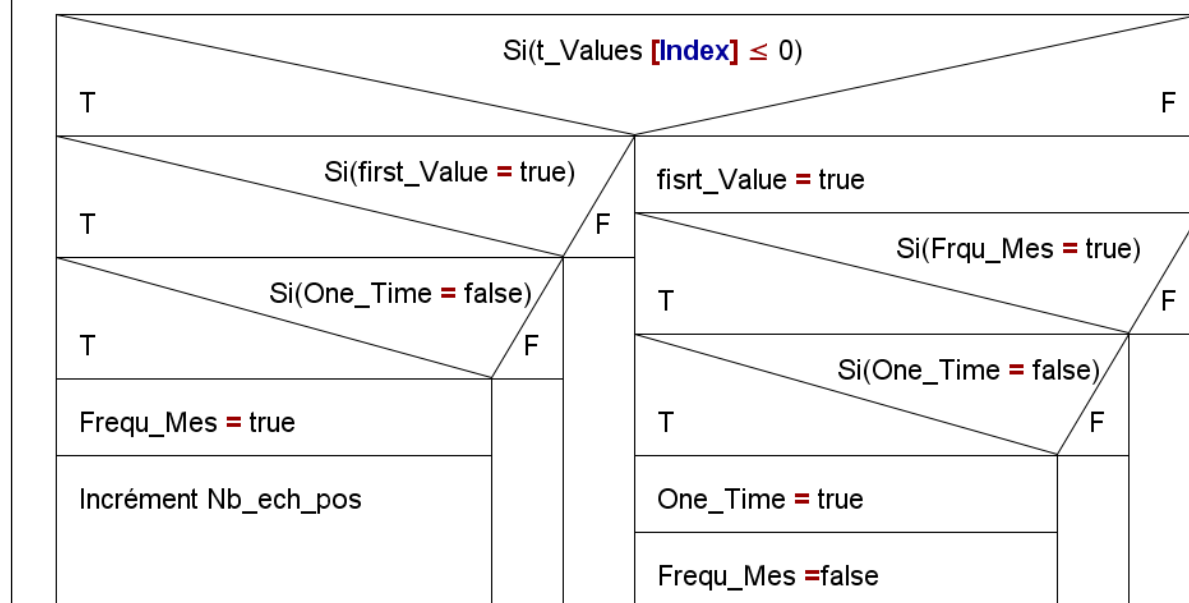 Si(t_Values [Index] ≤ 0)
T
F
Si(first_Value = true)
T
F
Si(One_Time = false)
T
F
Frequ_Mes = true
Incrément Nb_ech_pos
fisrt_Value = true
Si(Frqu_Mes = true)
T
F
Si(One_Time = false)
T
F
One_Time = true
Frequ_Mes =false